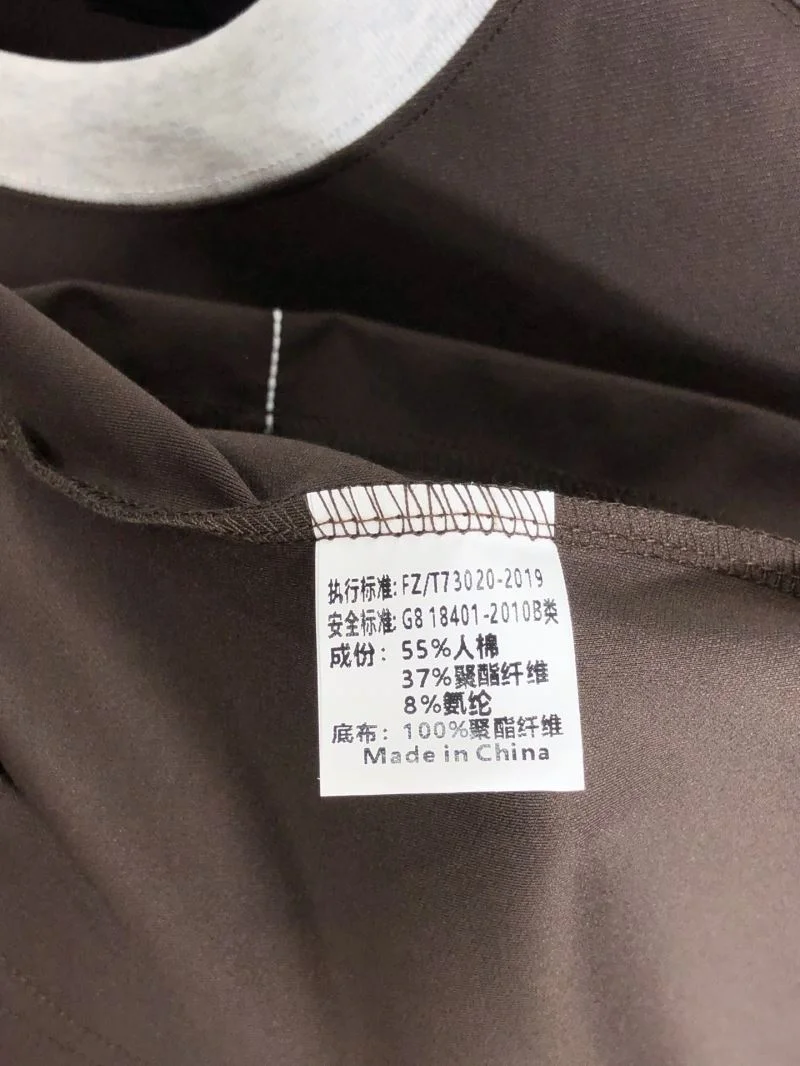 执行标准: FZ/T73020-2019
安全标准: G8 18401-2010B类
成份: 55%人棉
37%聚酯纤维
8%氨纶
底布: 100%聚酯纤维
Made in China